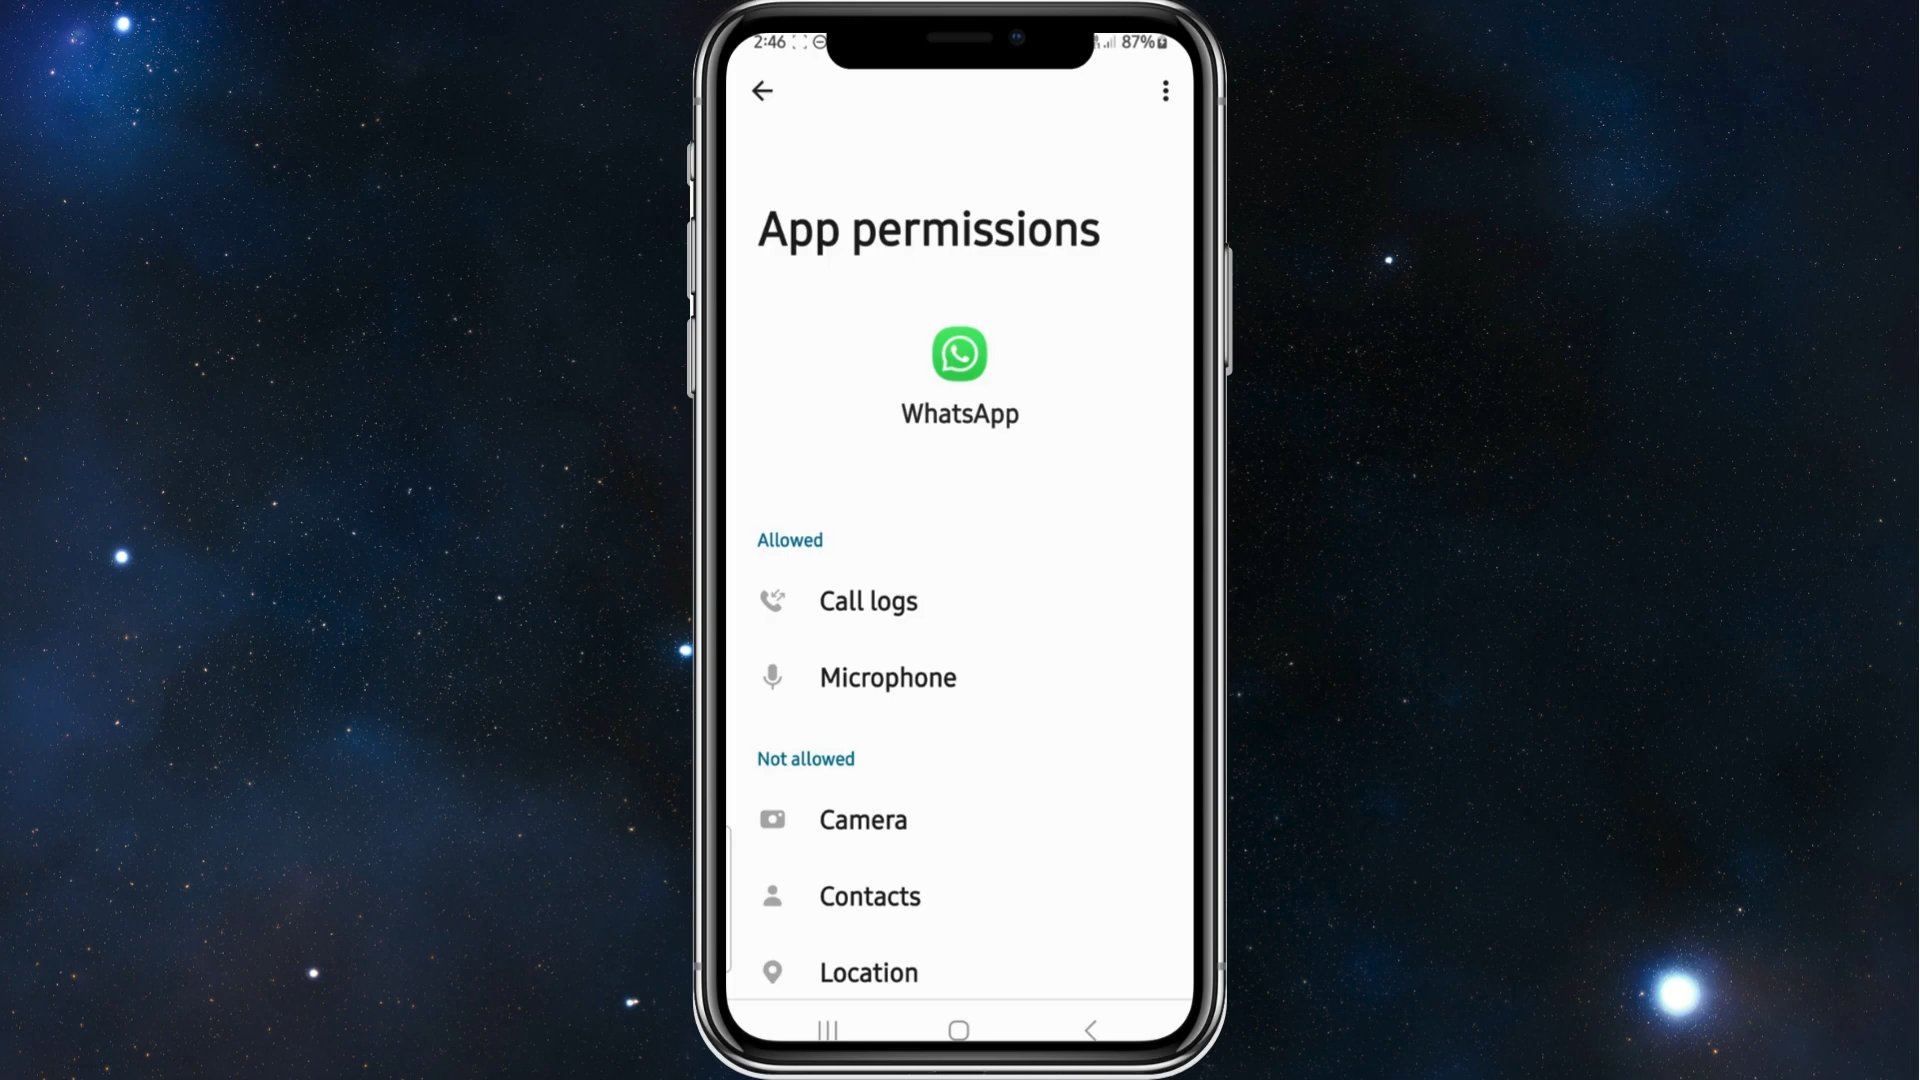 2:46 87%
App permissions
WhatsApp
Allowed
Call logs
Microphone
Not allowed
Camera
Contacts
Location